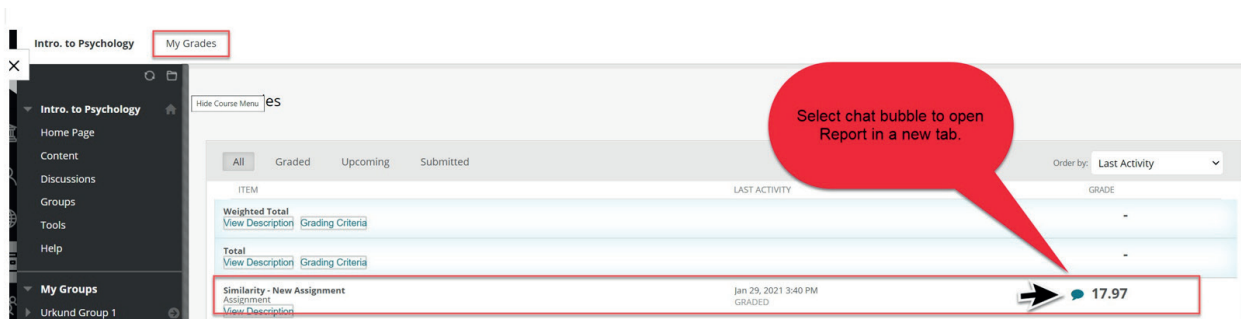 Intro. to Psychology My Grades
Intro. to Psychology
Home Page
Content
Discussions
Groups
Tools
Help
My Groups
Urkund Group 1
Hide Course Menu es
Select chat bubble to open
Report in a new tab.
All Graded Upcoming Submitted
Order by: Last Activity
ITEM LAST ACTIVITY GRADE
Weighted Total
View Description Grading Criteria
-
Total
View Description Grading Criteria
-
Similarity - New Assignment
Assignment
View Description
Jan 29, 2021 3:40 PM
GRADED
17.97